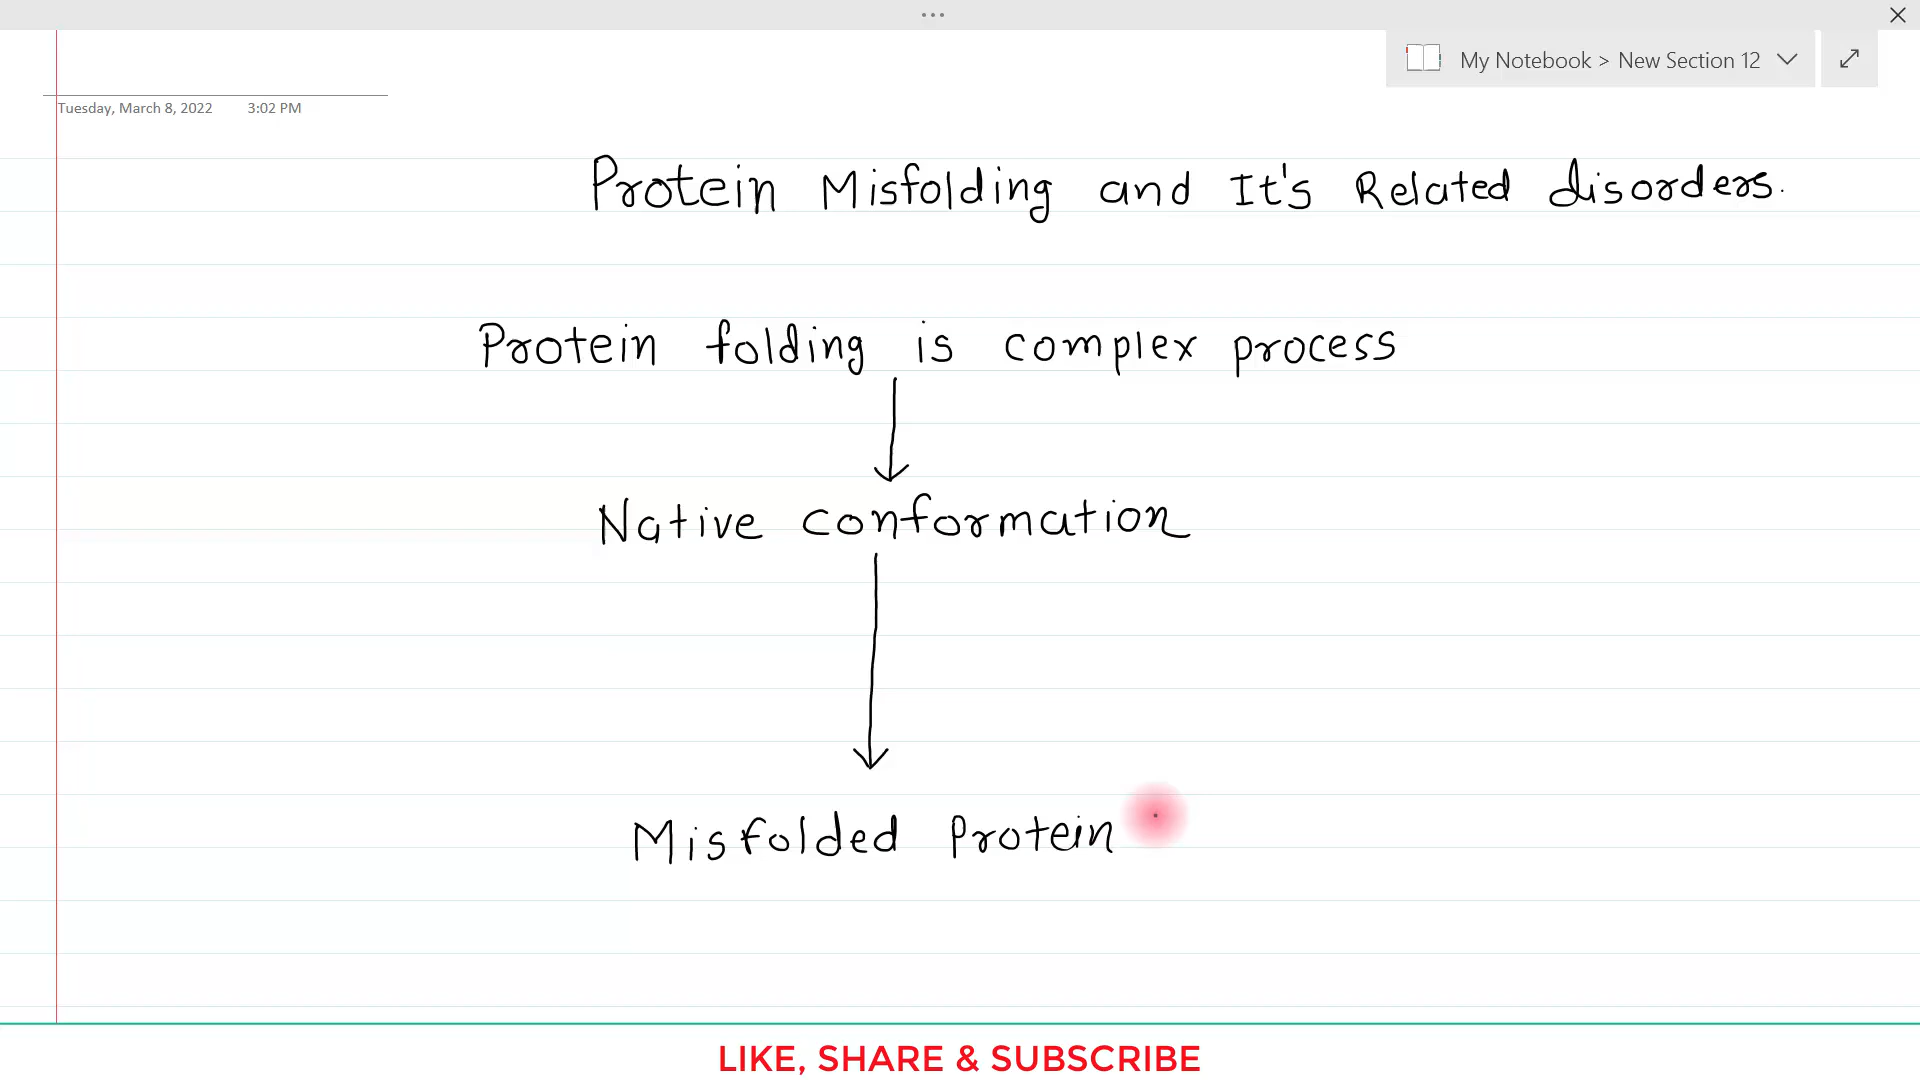 My Notebook > New Section 12
Tuesday, March 8, 2022 3:02 PM
Protein Misfolding and It's Related disorders.
Protein folding is complex process
Native conformation
Misfolded Protein
LIKE, SHARE & SUBSCRIBE